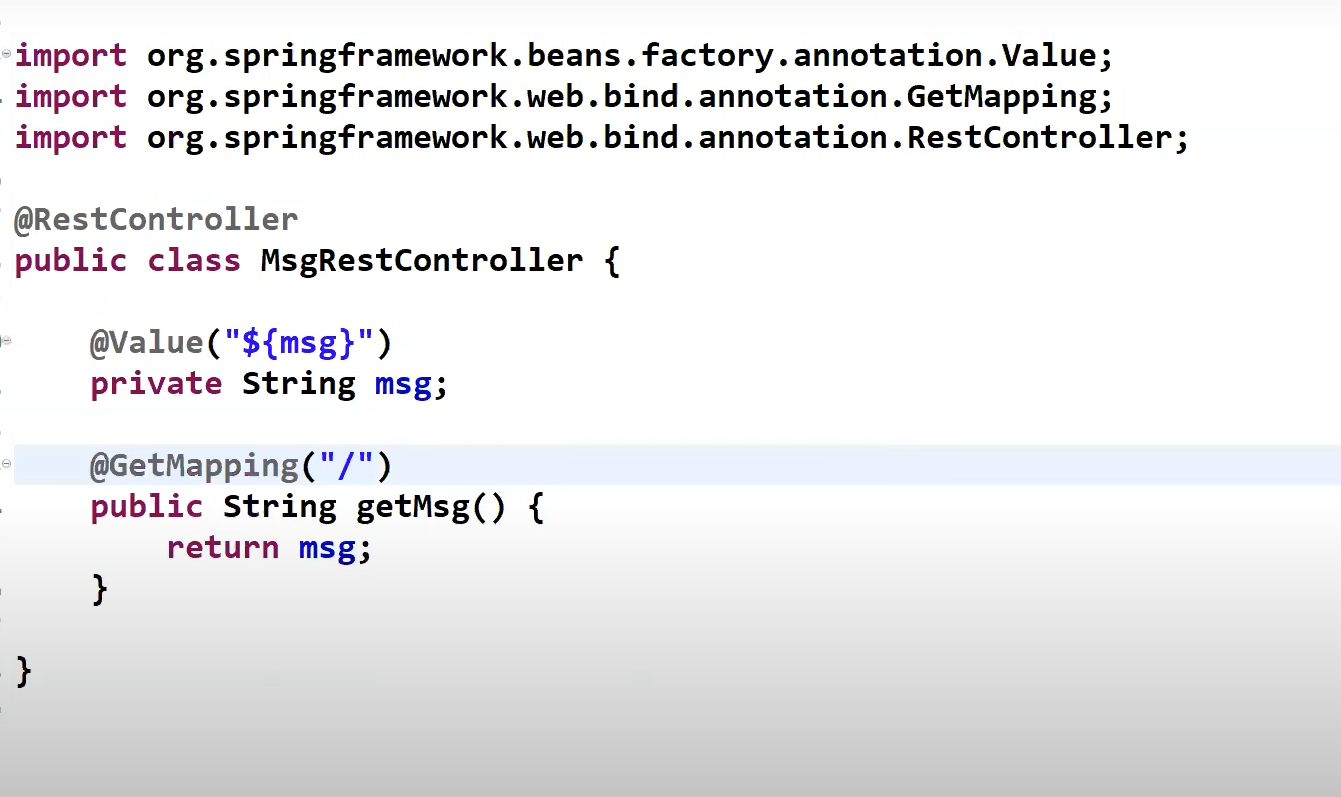 import org.springframework.beans.factory.annotation.Value;
import org.springframework.web.bind.annotation.GetMapping;
import org.springframework.web.bind.annotation.RestController;
@RestController
public class MsgRestController {
@Value("${msg}")
private String msg;
@GetMapping("/")
public String getMsg() {
return msg;
}
}